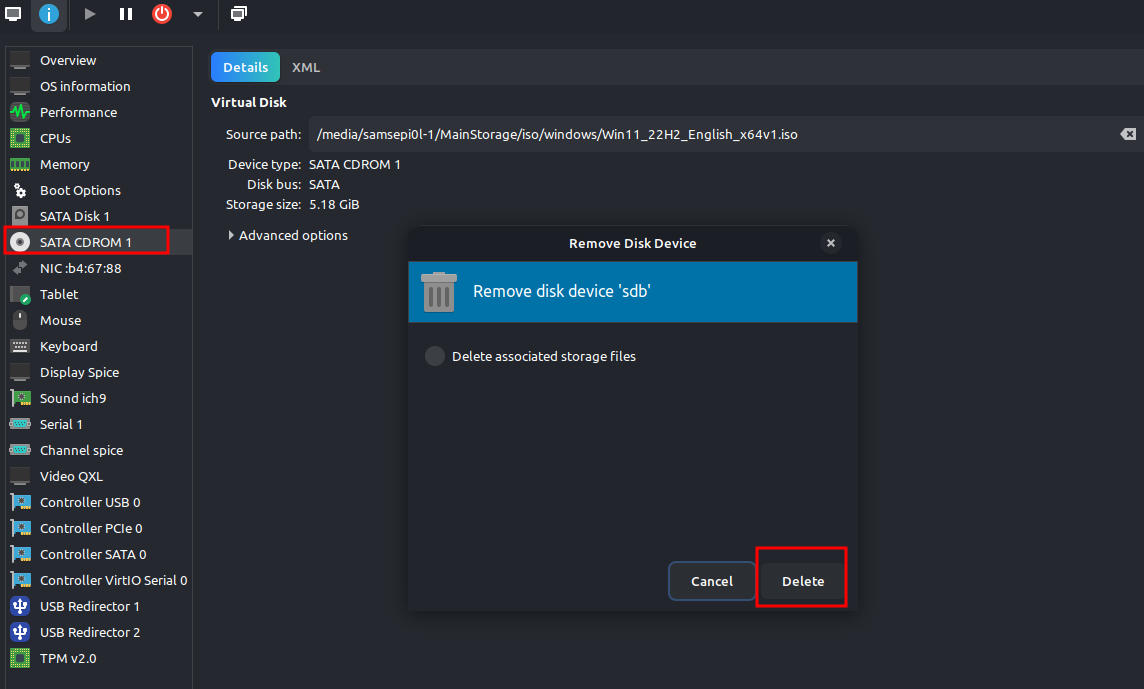 Overview
OS information
Performance
CPUs
Memory
Boot Options
SATA Disk 1
SATA CDROM 1
NIC :b4:67:88
Tablet
Mouse
Keyboard
Display Spice
Sound ich9
Serial 1
Channel spice
Video QXL
Controller USB 0
Controller PCIe 0
Controller SATA 0
Controller VirtIO Serial 0
USB Redirector 1
USB Redirector 2
TPM v2.0
Details XML
Virtual Disk
Source path: /media/samsepi0l-1/MainStorage/iso/windows/Win11_22H2_English_x64v1.iso
Device type: SATA CDROM 1
Disk bus: SATA
Storage size: 5.18 GiB
Advanced options
Remove Disk Device
Remove disk device 'sdb'
Delete associated storage files
Cancel Delete